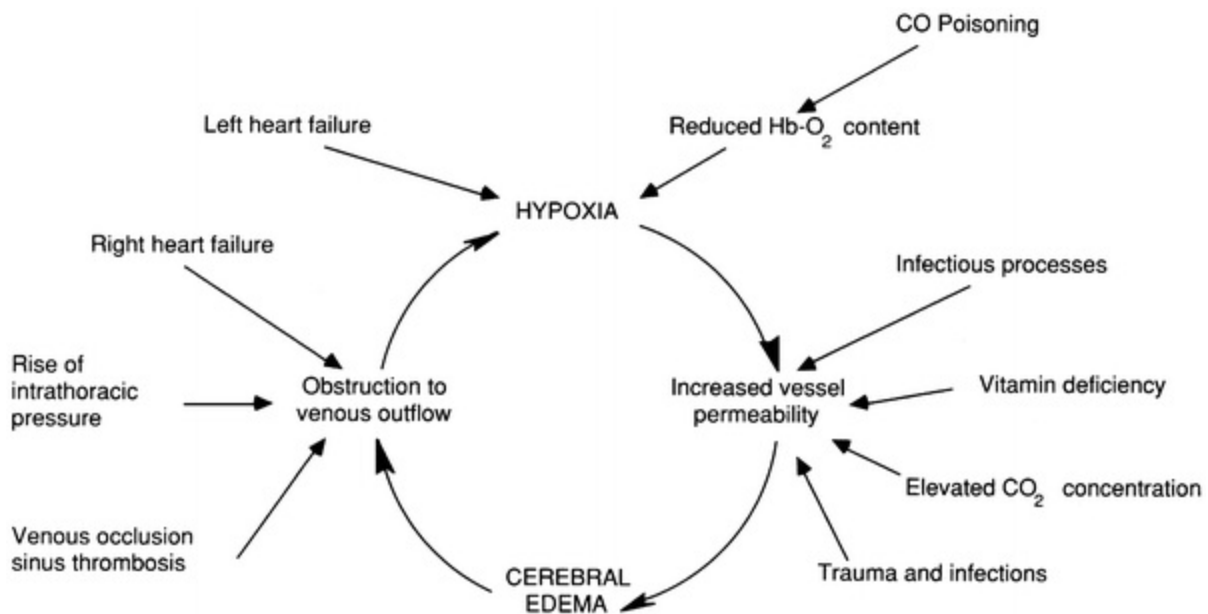 CO Poisoning
Left heart failure
Reduced Hb-O₂ content
HYPOXIA
Right heart failure
Infectious processes
Rise of
intrathoracic
pressure
Obstruction to
venous outflow
Increased vessel
permeability
Vitamin deficiency
Elevated CO₂ concentration
Venous occlusion
sinus thrombosis
CEREBRAL
EDEMA
Trauma and infections